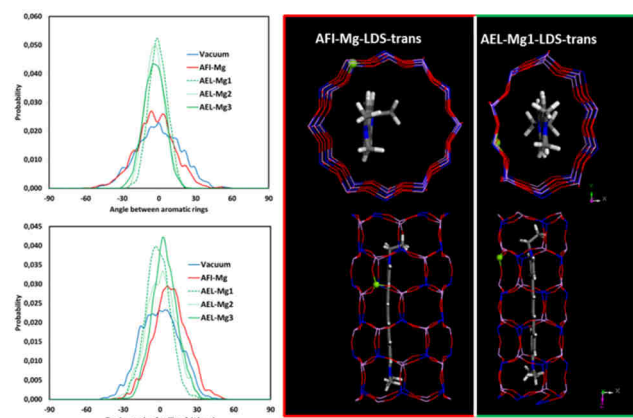 0,060
0,050
0,040
0,030
0,020
0,010
0,000
Probability
Vacuum
AFI-Mg
AEL-Mg1
AEL-Mg2
AEL-Mg3
-90 -60 -30 0 30 60 90
Angle between aromatic rings
0,045
0,040
0,035
0,030
0,025
0,020
0,015
0,010
0,005
0,000
Probability
Vacuum
AFI-Mg
AEL-Mg1
AEL-Mg2
AEL-Mg3
-90 -60 -30 0 30 60 90
AFI-Mg-LDS-trans
AEL-Mg1-LDS-trans
X
X